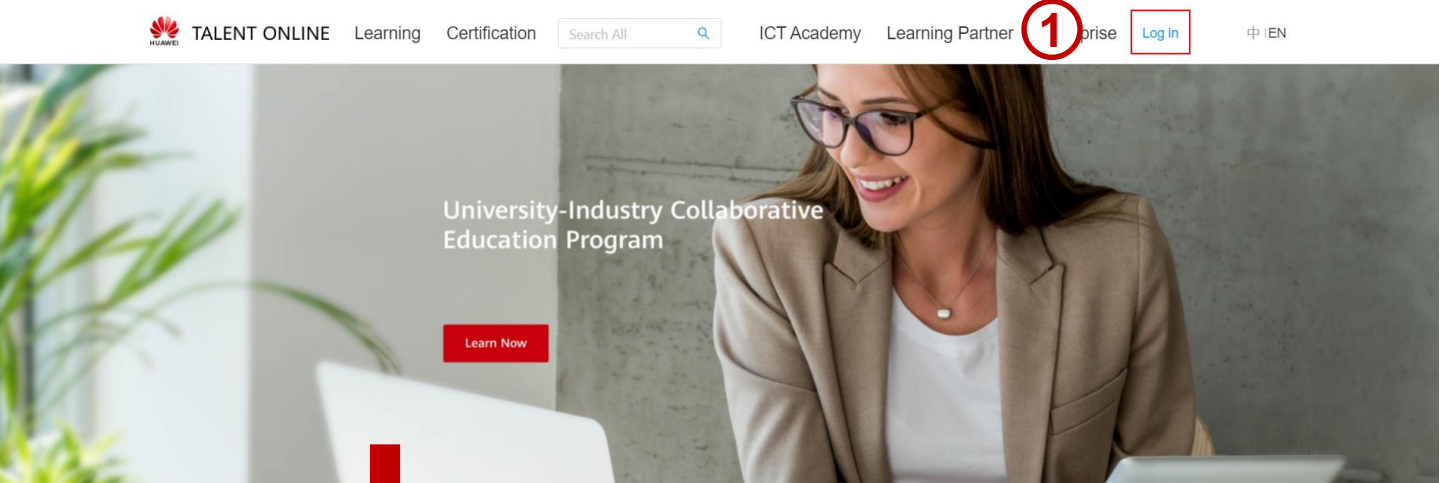 HUAWEI
TALENT ONLINE Learning Certification Search All ICT Academy Learning Partner 1 prise Log in 中 EN
University-Industry Collaborative
Education Program
Learn Now